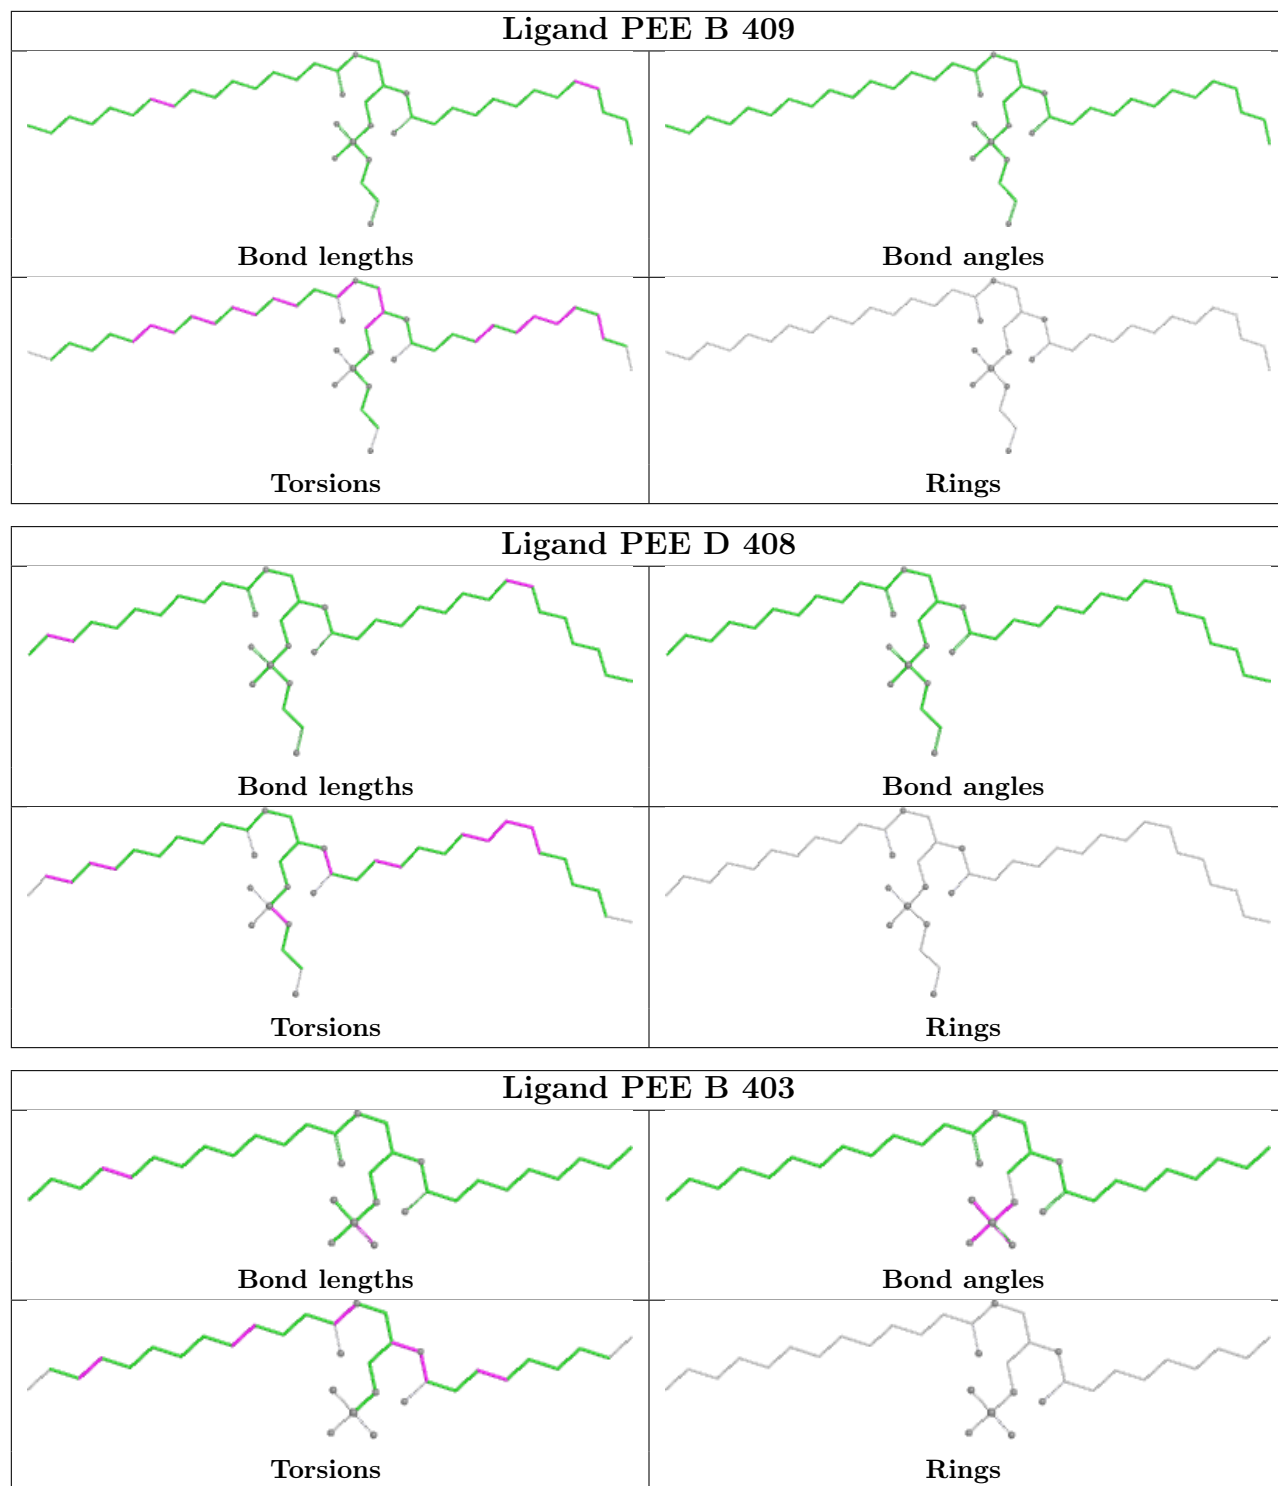 Ligand PEE B 409
Bond lengths
Bond angles
Torsions
Rings
Ligand PEE D 408
Bond lengths
Bond angles
Torsions
Rings
Ligand PEE B 403
Bond lengths
Bond angles
Torsions
Rings